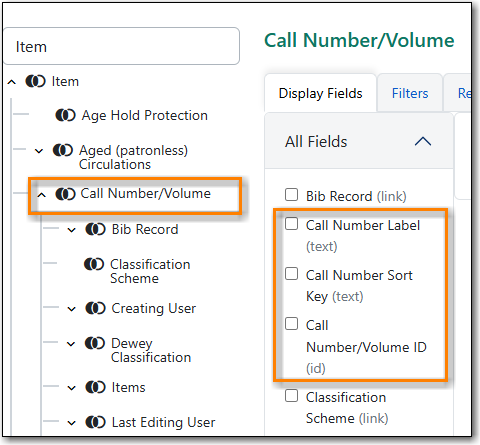 Item
Item
Age Hold Protection
Aged (patronless)
Circulations
Call Number/Volume
Bib Record
Classification
Scheme
Creating User
Dewey
Classification
Items
Last Editing User
Call Number/Volume
Display Fields
Filters
Re
All Fields
Bib Record (link)
Call Number Label
(text)
Call Number Sort
Key (text)
Call
Number/Volume ID
(id)
Classification
Scheme (link)